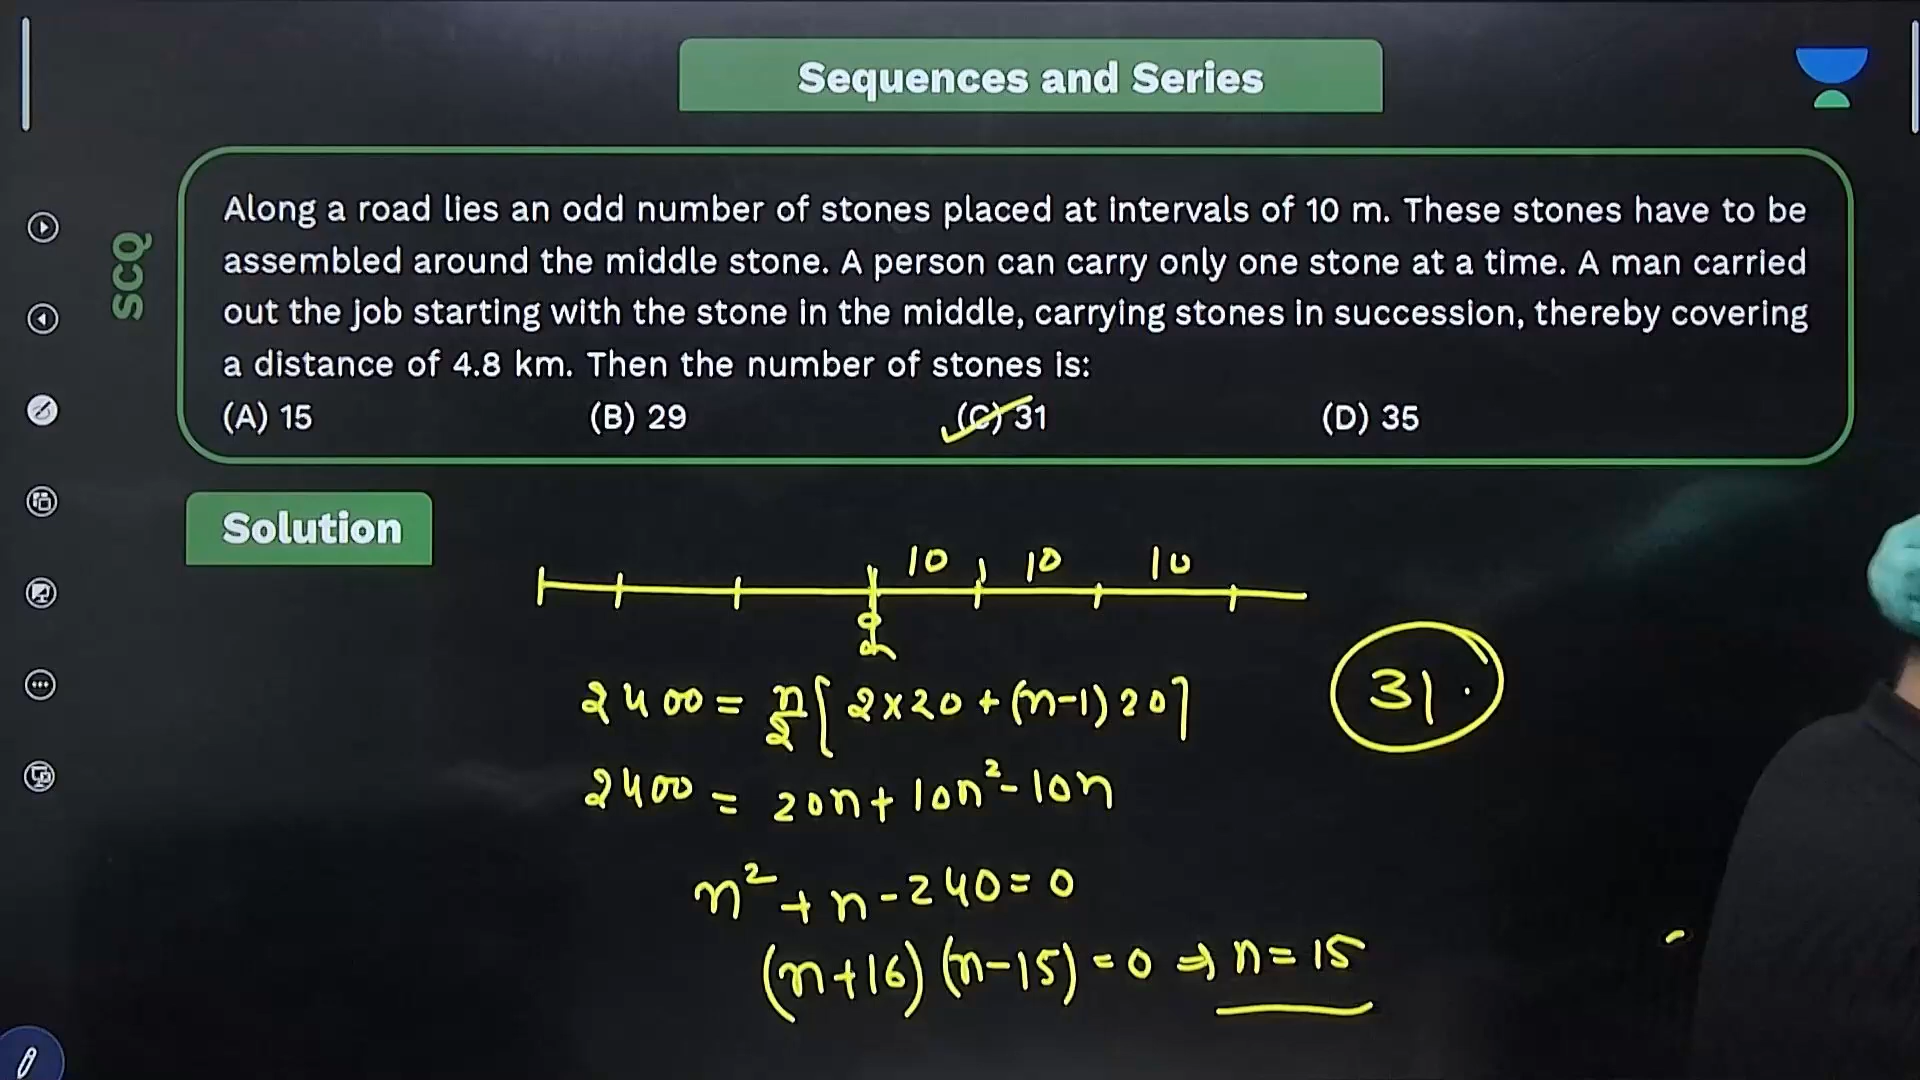 Sequences and Series
SCQ
Along a road lies an odd number of stones placed at intervals of 10 m. These stones have to be
assembled around the middle stone. A person can carry only one stone at a time. A man carried
out the job starting with the stone in the middle, carrying stones in succession, thereby covering
a distance of 4.8 km. Then the number of stones is:
(A) 15 (B) 29 (C) 31 (D) 35
Solution
10 10 10
2400 = n/2 [2×20 + (n-1) 20]
31.
2400 = 20n + 10n² - 10n
n² + n - 240 = 0
(n+16) (n-15) = 0 ⇒ n = 15